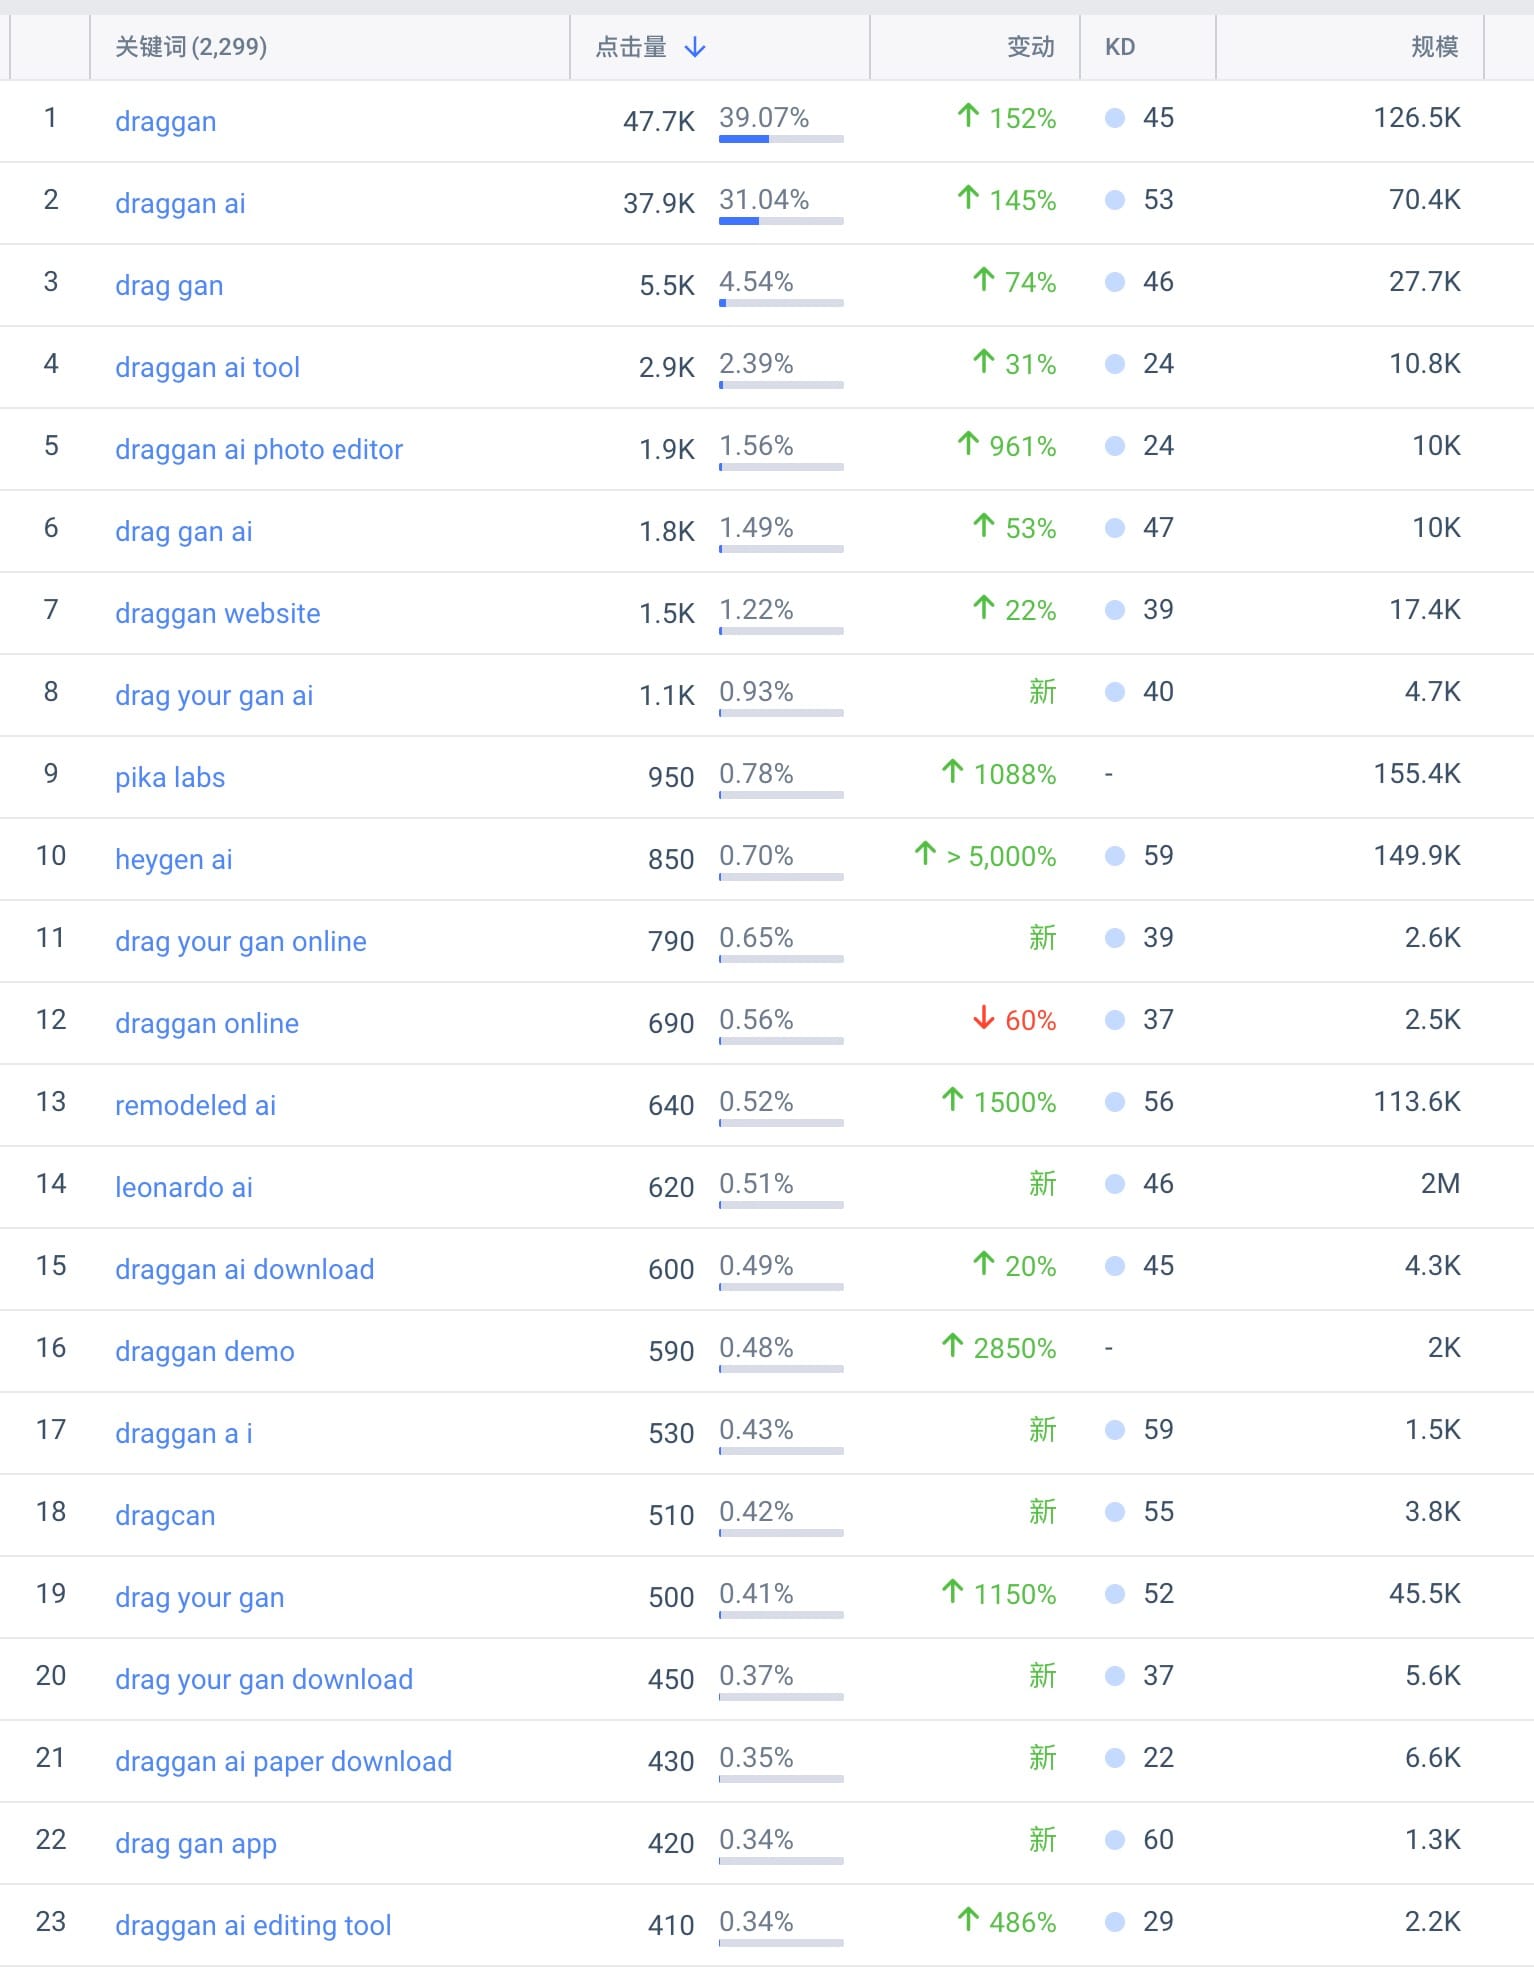 关键词 (2,299) 点击量 ↓ 变动 KD 规模
1 draggan 47.7K 39.07% ↑ 152% 45 126.5K
2 draggan ai 37.9K 31.04% ↑ 145% 53 70.4K
3 drag gan 5.5K 4.54% ↑ 74% 46 27.7K
4 draggan ai tool 2.9K 2.39% ↑ 31% 24 10.8K
5 draggan ai photo editor 1.9K 1.56% ↑ 961% 24 10K
6 drag gan ai 1.8K 1.49% ↑ 53% 47 10K
7 draggan website 1.5K 1.22% ↑ 22% 39 17.4K
8 drag your gan ai 1.1K 0.93% 新 40 4.7K
9 pika labs 950 0.78% ↑ 1088% - 155.4K
10 heygen ai 850 0.70% ↑ > 5,000% 59 149.9K
11 drag your gan online 790 0.65% 新 39 2.6K
12 draggan online 690 0.56% ↓ 60% 37 2.5K
13 remodeled ai 640 0.52% ↑ 1500% 56 113.6K
14 leonardo ai 620 0.51% 新 46 2M
15 draggan ai download 600 0.49% ↑ 20% 45 4.3K
16 draggan demo 590 0.48% ↑ 2850% - 2K
17 draggan a i 530 0.43% 新 59 1.5K
18 dragcan 510 0.42% 新 55 3.8K
19 drag your gan 500 0.41% ↑ 1150% 52 45.5K
20 drag your gan download 450 0.37% 新 37 5.6K
21 draggan ai paper download 430 0.35% 新 22 6.6K
22 drag gan app 420 0.34% 新 60 1.3K
23 draggan ai editing tool 410 0.34% ↑ 486% 29 2.2K